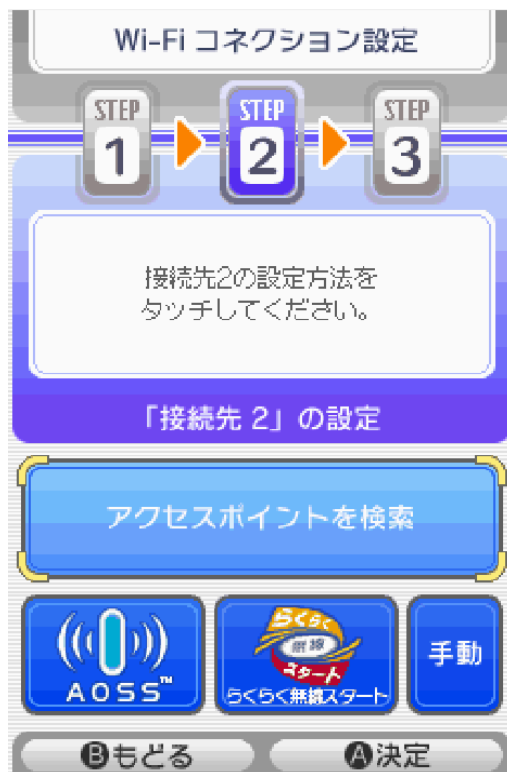 Wi-Fi コネクション設定
STEP 1
STEP 2
STEP 3
接続先2の設定方法を
タッチしてください。
「接続先 2」の設定
アクセスポイントを検索
AOSS™
らくらく
無線
スタート
らくらく無線スタート
手動
Bもどる
A決定